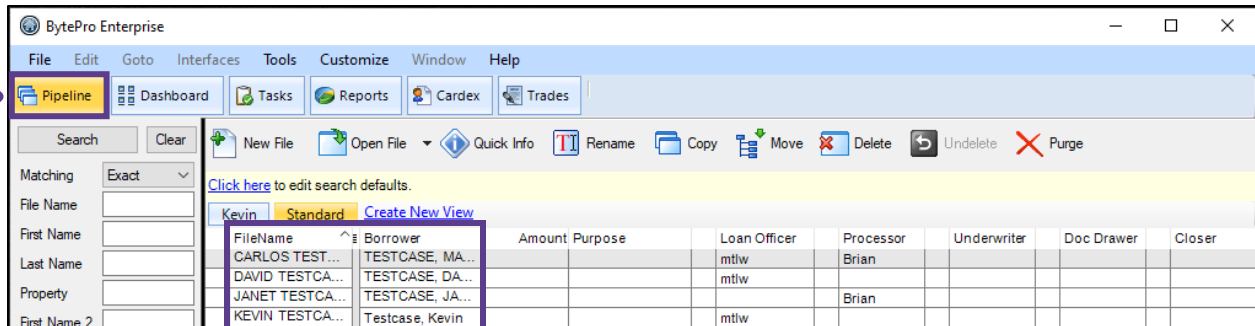 BytePro Enterprise
File Edit Goto Interfaces Tools Customize Window Help
Pipeline Dashboard Tasks Reports Cardex Trades
Search Clear New File Open File Quick Info Rename Copy Move Delete Undelete Purge
Matching Exact
Click here to edit search defaults.
File Name
Kevin Standard Create New View
First Name FileName Borrower Amount Purpose Loan Officer Processor Underwriter Doc Drawer Closer
CARLOS TEST... TESTCASE, MA... mtlw Brian
Last Name
DAVID TESTCA... TESTCASE, DA... mtlw
Property JANET TESTCA... TESTCASE, JA... Brian
First Name 2 KEVIN TESTCA... Testcase, Kevin mtlw